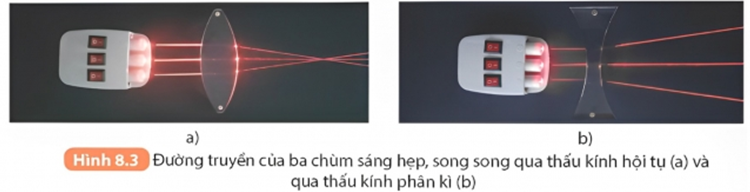 a)
b)
Hình 8.3 Đường truyền của ba chùm sáng hẹp, song song qua thấu kính hội tụ (a) và
qua thấu kính phân kì (b)